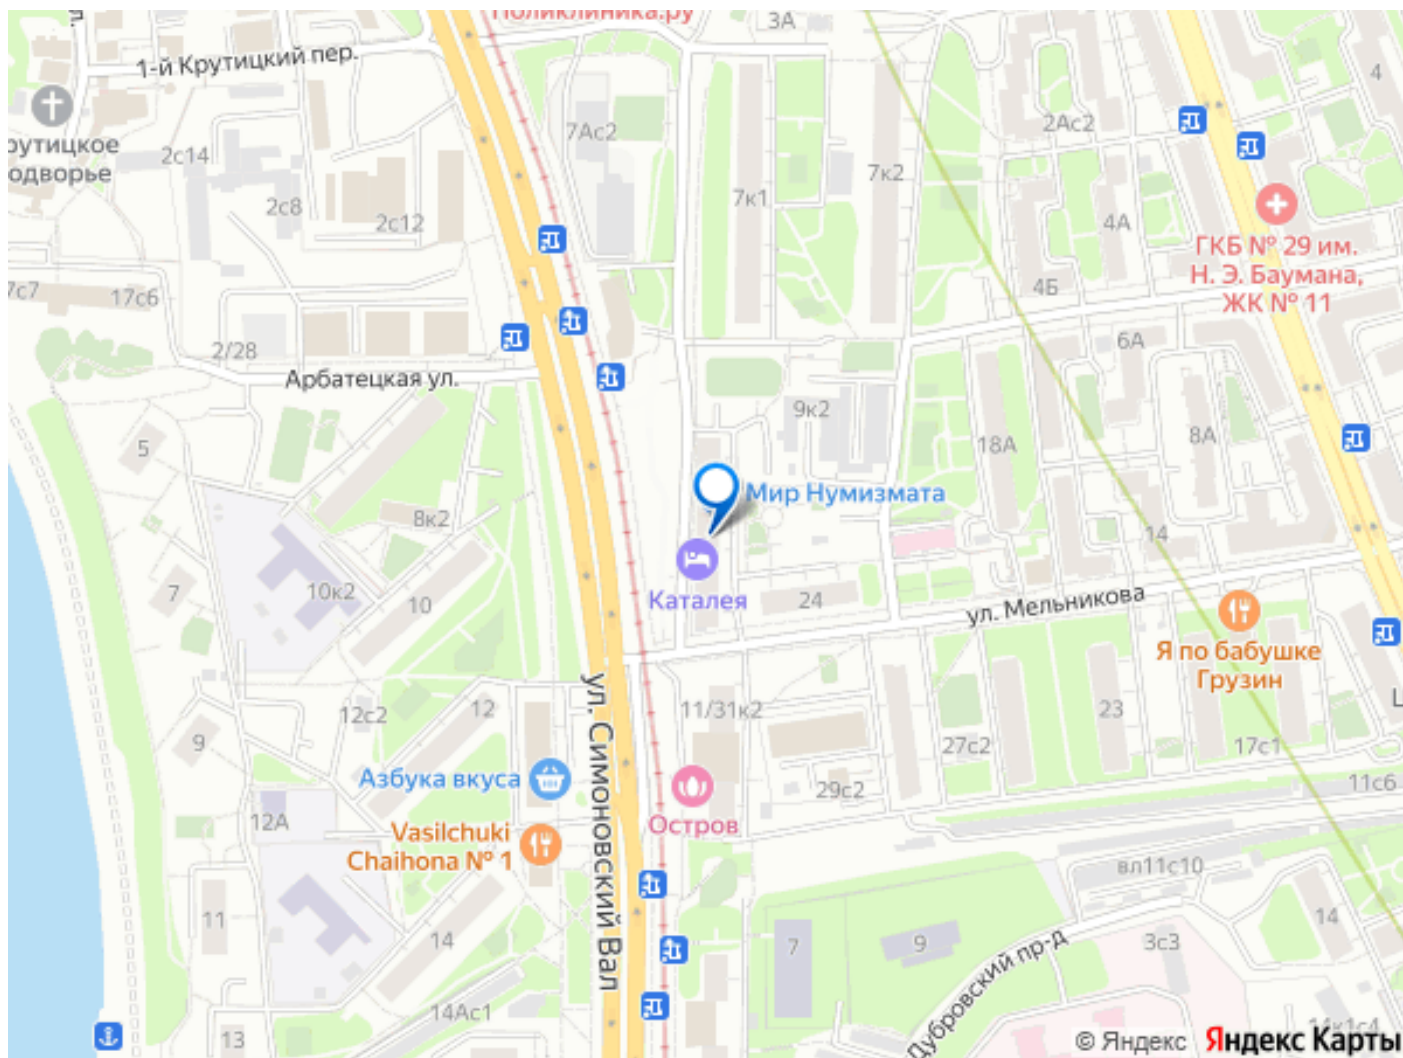 Поликлиника.ру
3А
1-й Крутицкий пер.
4
7Ас2
2Ас2
рутицкое
одворье
2с14
7к1
7к2
2с8
2с12
4А
ГКБ № 29 им.
Н. Э. Баумана,
ЖК № 11
7с7
17с6
4Б
2/28
6А
Арбатецкая ул.
9к2
5
18А
8А
Мир Нумизмата
8к2
14
7
10к2
10
Каталея
24
ул. Мельникова
Я по бабушке
Грузин
12с2
12
11/31к2
23
9
27с2
17с1
ул. Симоновский Вал
Азбука вкуса
29с2
11с6
12А
Остров
Vasilchuki
Chaihona № 1
вл11с10
11
14
7
9
3с3
14
Дубровский пр-д
14Ас1
13
14к1с4
© Яндекс
Яндекс Карты